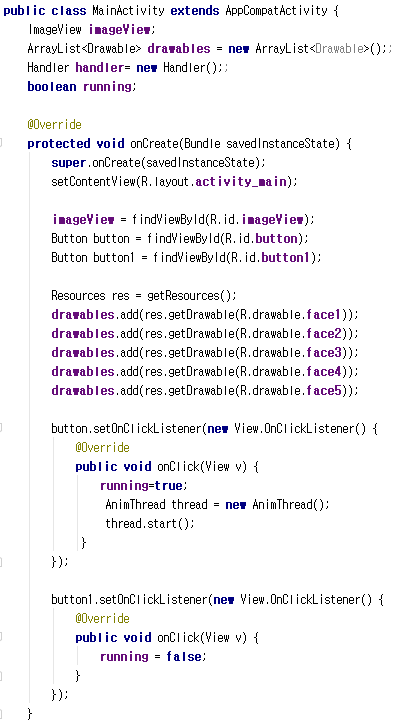 public class MainActivity extends AppCompatActivity {
ImageView imageView;
ArrayList<Drawable> drawables = new ArrayList<Drawable>();;
Handler handler= new Handler();;
boolean running;
@Override
protected void onCreate(Bundle savedInstanceState) {
super.onCreate(savedInstanceState);
setContentView(R.layout.activity_main);
imageView = findViewById(R.id.imageView);
Button button = findViewById(R.id.button);
Button button1 = findViewById(R.id.button1);
Resources res = getResources();
drawables.add(res.getDrawable(R.drawable.face1));
drawables.add(res.getDrawable(R.drawable.face2));
drawables.add(res.getDrawable(R.drawable.face3));
drawables.add(res.getDrawable(R.drawable.face4));
drawables.add(res.getDrawable(R.drawable.face5));
button.setOnClickListener(new View.OnClickListener() {
@Override
public void onClick(View v) {
running=true;
AnimThread thread = new AnimThread();
thread.start();
}
});
button1.setOnClickListener(new View.OnClickListener() {
@Override
public void onClick(View v) {
running = false;
}
});
}